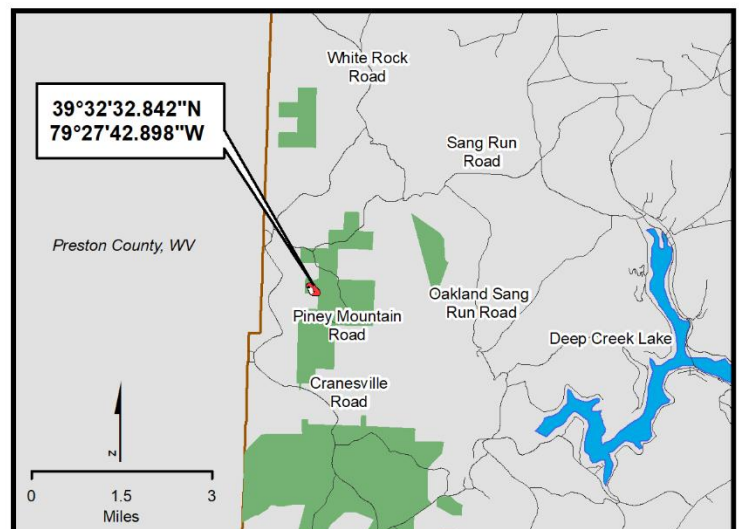 White Rock
Road
39°32'32.842"N
79°27'42.898"W
Sang Run
Road
Preston County, WV
Oakland Sang
Run Road
Piney Mountain
Road
Deep Creek Lake
Cranesville
Road
N
0 1.5 3
Miles